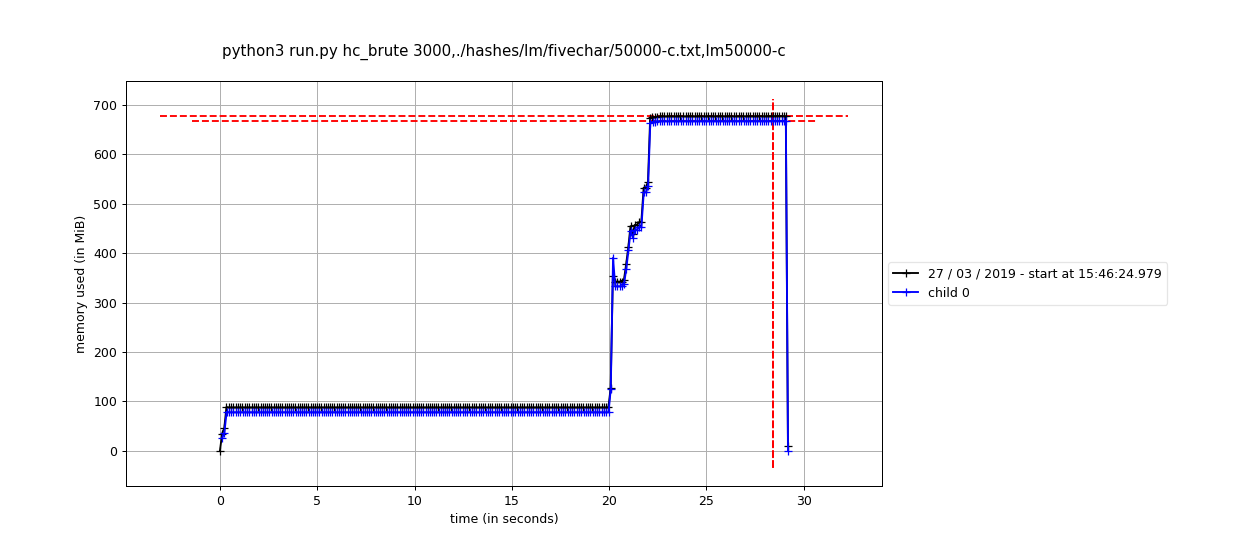 python3 run.py hc_brute 3000,./hashes/lm/fivechar/50000-c.txt,lm50000-c
memory used (in MiB)
700
600
500
400
300
200
100
0
0 5 10 15 20 25 30
time (in seconds)
27 / 03 / 2019 - start at 15:46:24.979
child 0